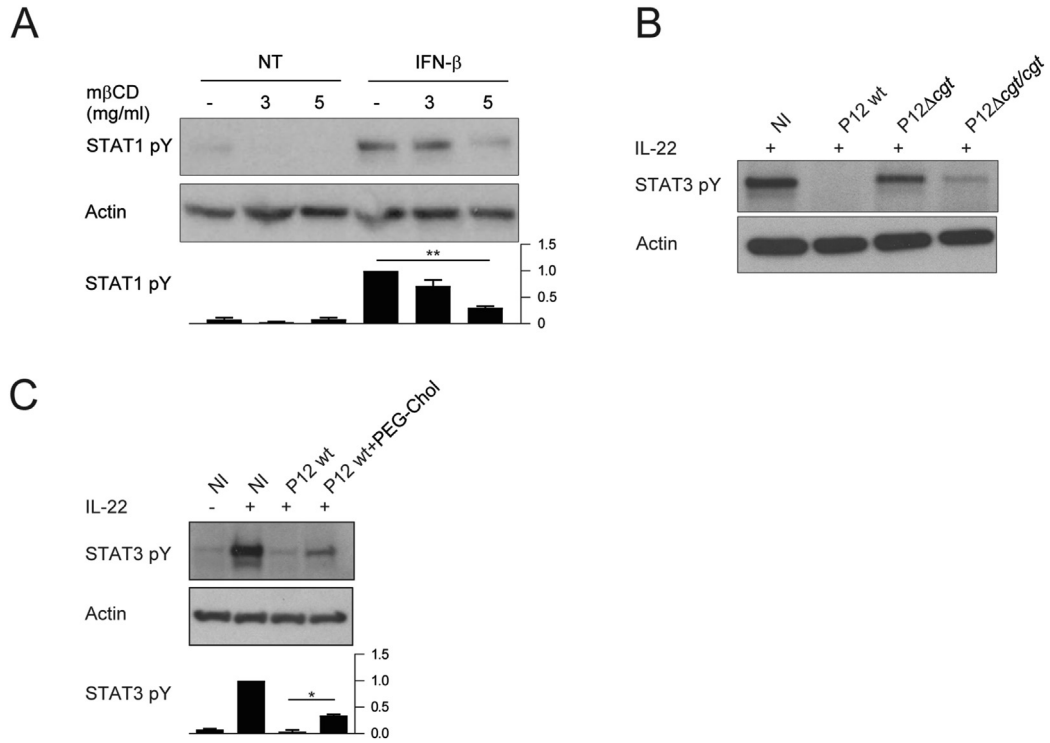 A
NT IFN-β
mβCD (mg/ml) - 3 5 - 3 5
STAT1 pY
Actin
**
1.5
1.0
0.5
0
STAT1 pY
B
NI P12 wt P12Δcgt P12Δcgt/cgt
IL-22 + + + +
STAT3 pY
Actin
C
NI NI P12 wt P12 wt+PEG-Chol
IL-22 - + + +
STAT3 pY
Actin
*
1.5
1.0
0.5
0.0
STAT3 pY